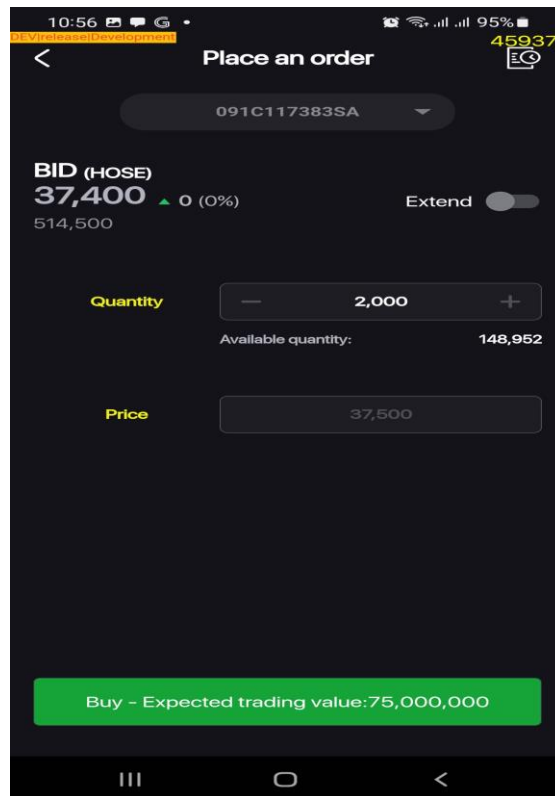 10:56 G 95%
DEV|release|Development
45937
Place an order
091C117383SA
BID (HOSE)
37,400 0 (0%)
Extend
514,500
Quantity
2,000
Available quantity: 148,952
Price
37,500
Buy - Expected trading value:75,000,000